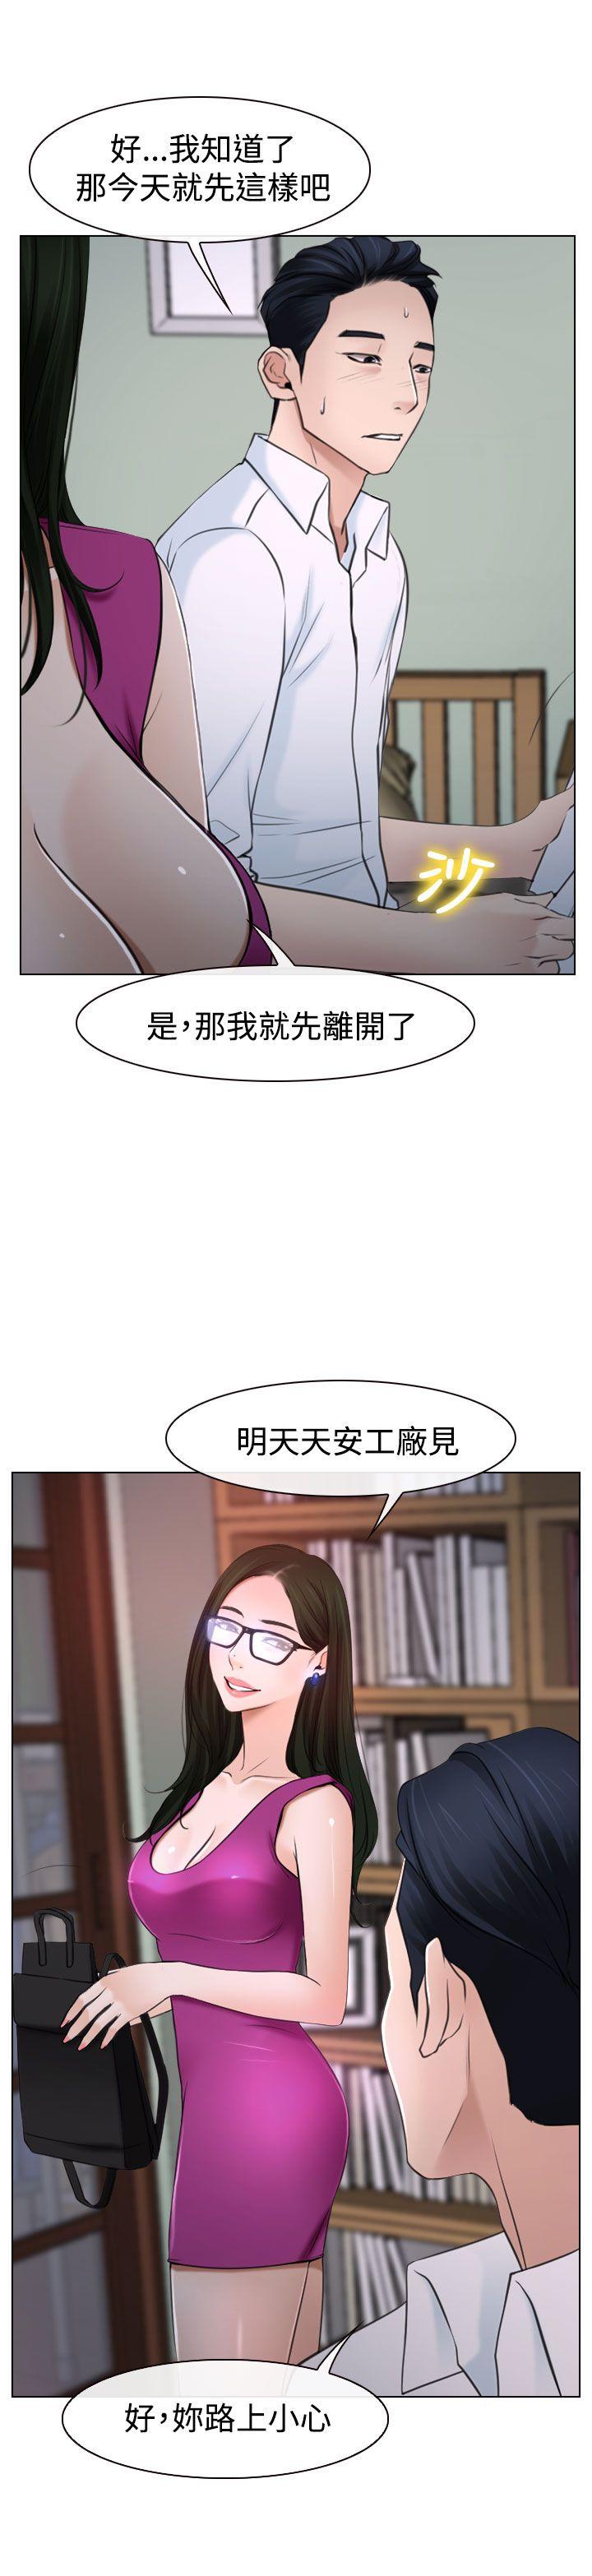 好...我知道了
那今天就先這樣吧
沙
是，那我就先離開了
明天天安工廠見
好，妳路上小心